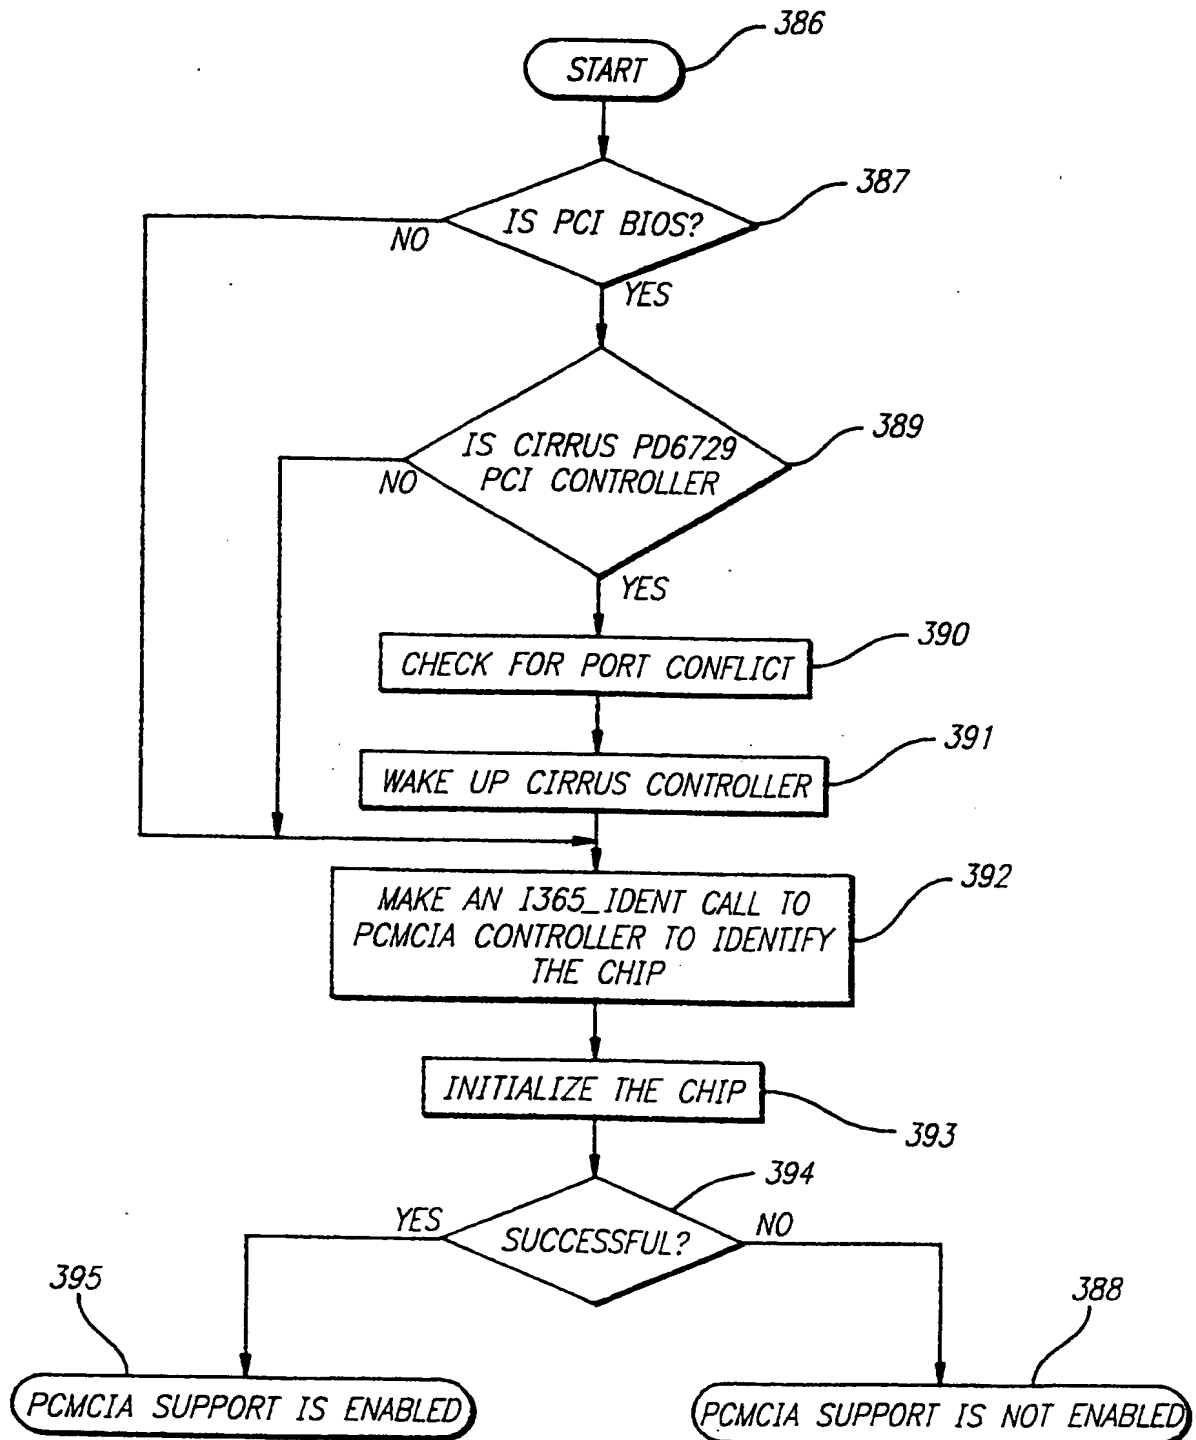 386
START
387
IS PCI BIOS?
NO
YES
389
IS CIRRUS PD6729
PCI CONTROLLER
NO
YES
390
CHECK FOR PORT CONFLICT
391
WAKE UP CIRRUS CONTROLLER
392
MAKE AN I365_IDENT CALL TO
PCMCIA CONTROLLER TO IDENTIFY
THE CHIP
INITIALIZE THE CHIP
393
394
YES
SUCCESSFUL?
NO
395
388
PCMCIA SUPPORT IS ENABLED
PCMCIA SUPPORT IS NOT ENABLED